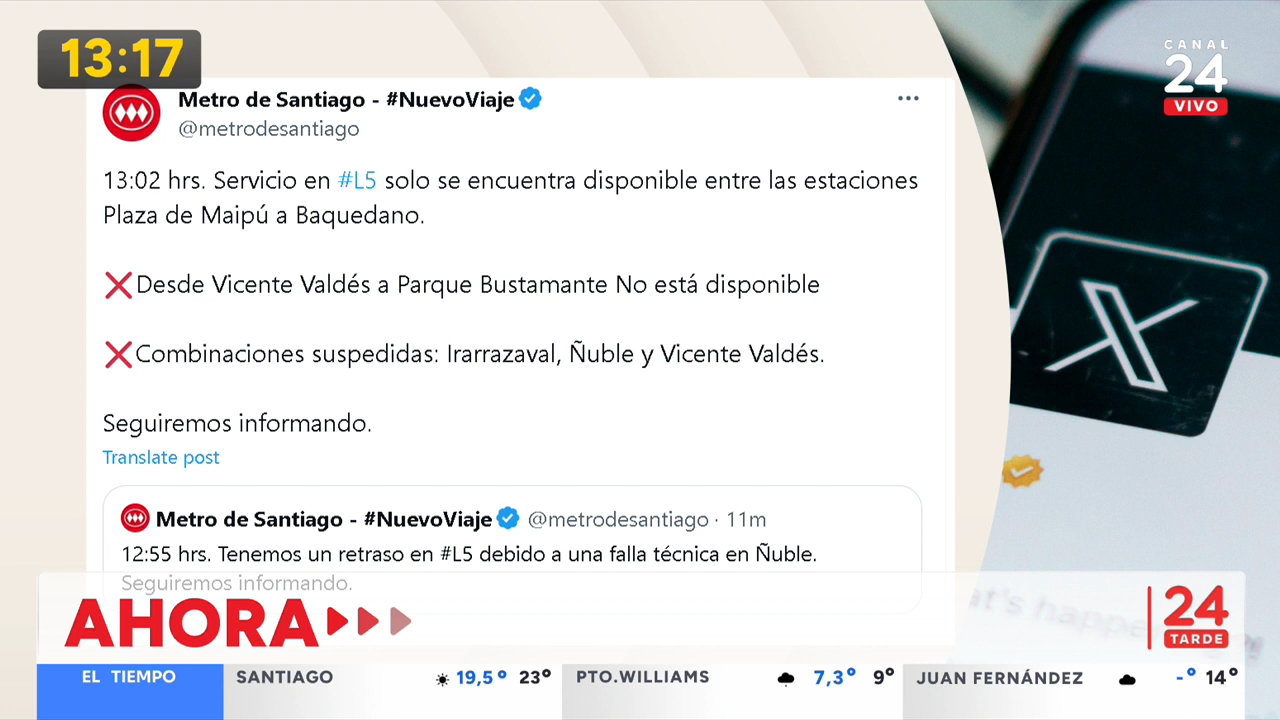 13:17
CANAL
24
VIVO
Metro de Santiago - #NuevoViaje
@metrodesantiago
13:02 hrs. Servicio en #L5 solo se encuentra disponible entre las estaciones
Plaza de Maipú a Baquedano.
❌Desde Vicente Valdés a Parque Bustamante No está disponible
❌Combinaciones suspedidas: Irarrazaval, Ñuble y Vicente Valdés.
Seguiremos informando.
Translate post
Metro de Santiago - #NuevoViaje @metrodesantiago · 11m
12:55 hrs. Tenemos un retraso en #L5 debido a una falla técnica en Ñuble.
Seguiremos informando.
AHORA
24
TARDE
EL TIEMPO SANTIAGO 19,5° 23° PTO.WILLIAMS 7,3° 9° JUAN FERNÁNDEZ -° 14°